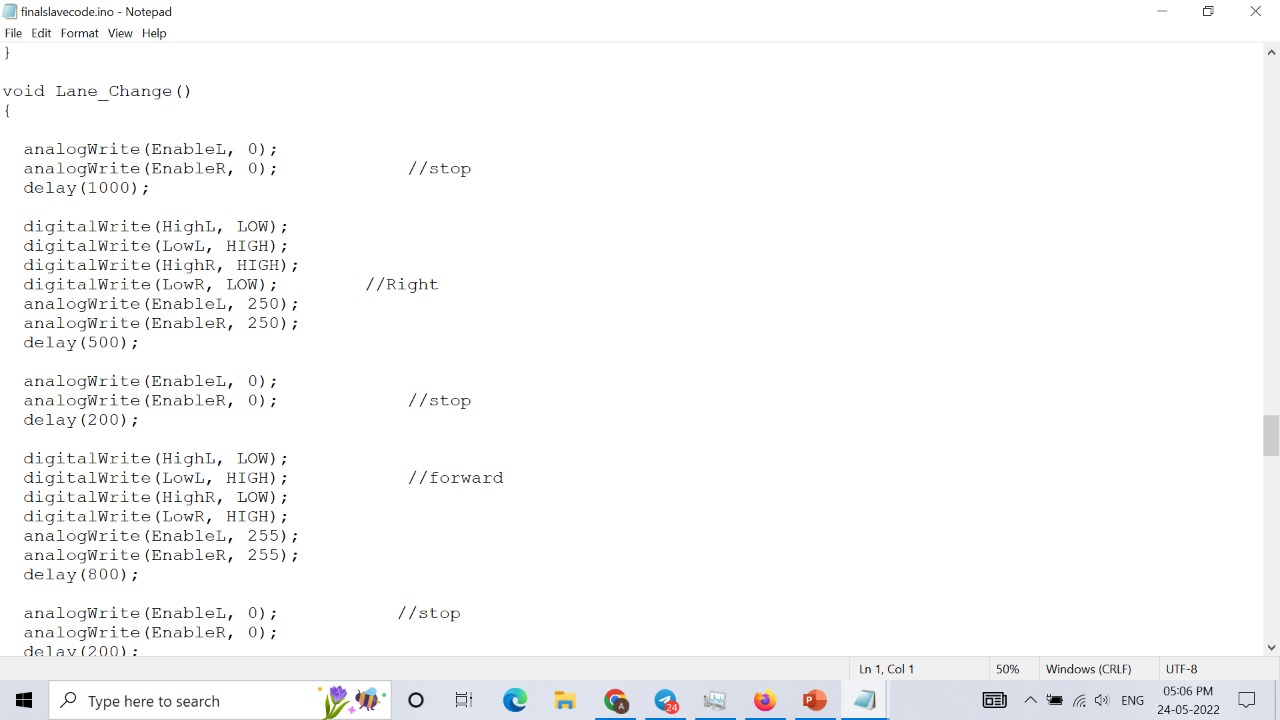 finalslavecode.ino - Notepad
File Edit Format View Help
}
void Lane_Change()
{
analogWrite(EnableL, 0);
analogWrite(EnableR, 0); //stop
delay(1000);
digitalWrite(HighL, LOW);
digitalWrite(LowL, HIGH);
digitalWrite(HighR, HIGH);
digitalWrite(LowR, LOW); //Right
analogWrite(EnableL, 250);
analogWrite(EnableR, 250);
delay(500);
analogWrite(EnableL, 0);
analogWrite(EnableR, 0); //stop
delay(200);
digitalWrite(HighL, LOW);
digitalWrite(LowL, HIGH); //forward
digitalWrite(HighR, LOW);
digitalWrite(LowR, HIGH);
analogWrite(EnableL, 255);
analogWrite(EnableR, 255);
delay(800);
analogWrite(EnableL, 0); //stop
analogWrite(EnableR, 0);
delay(200);
Ln 1, Col 1 50% Windows (CRLF) UTF-8
Type here to search 24 ENG 05:06 PM
24-05-2022